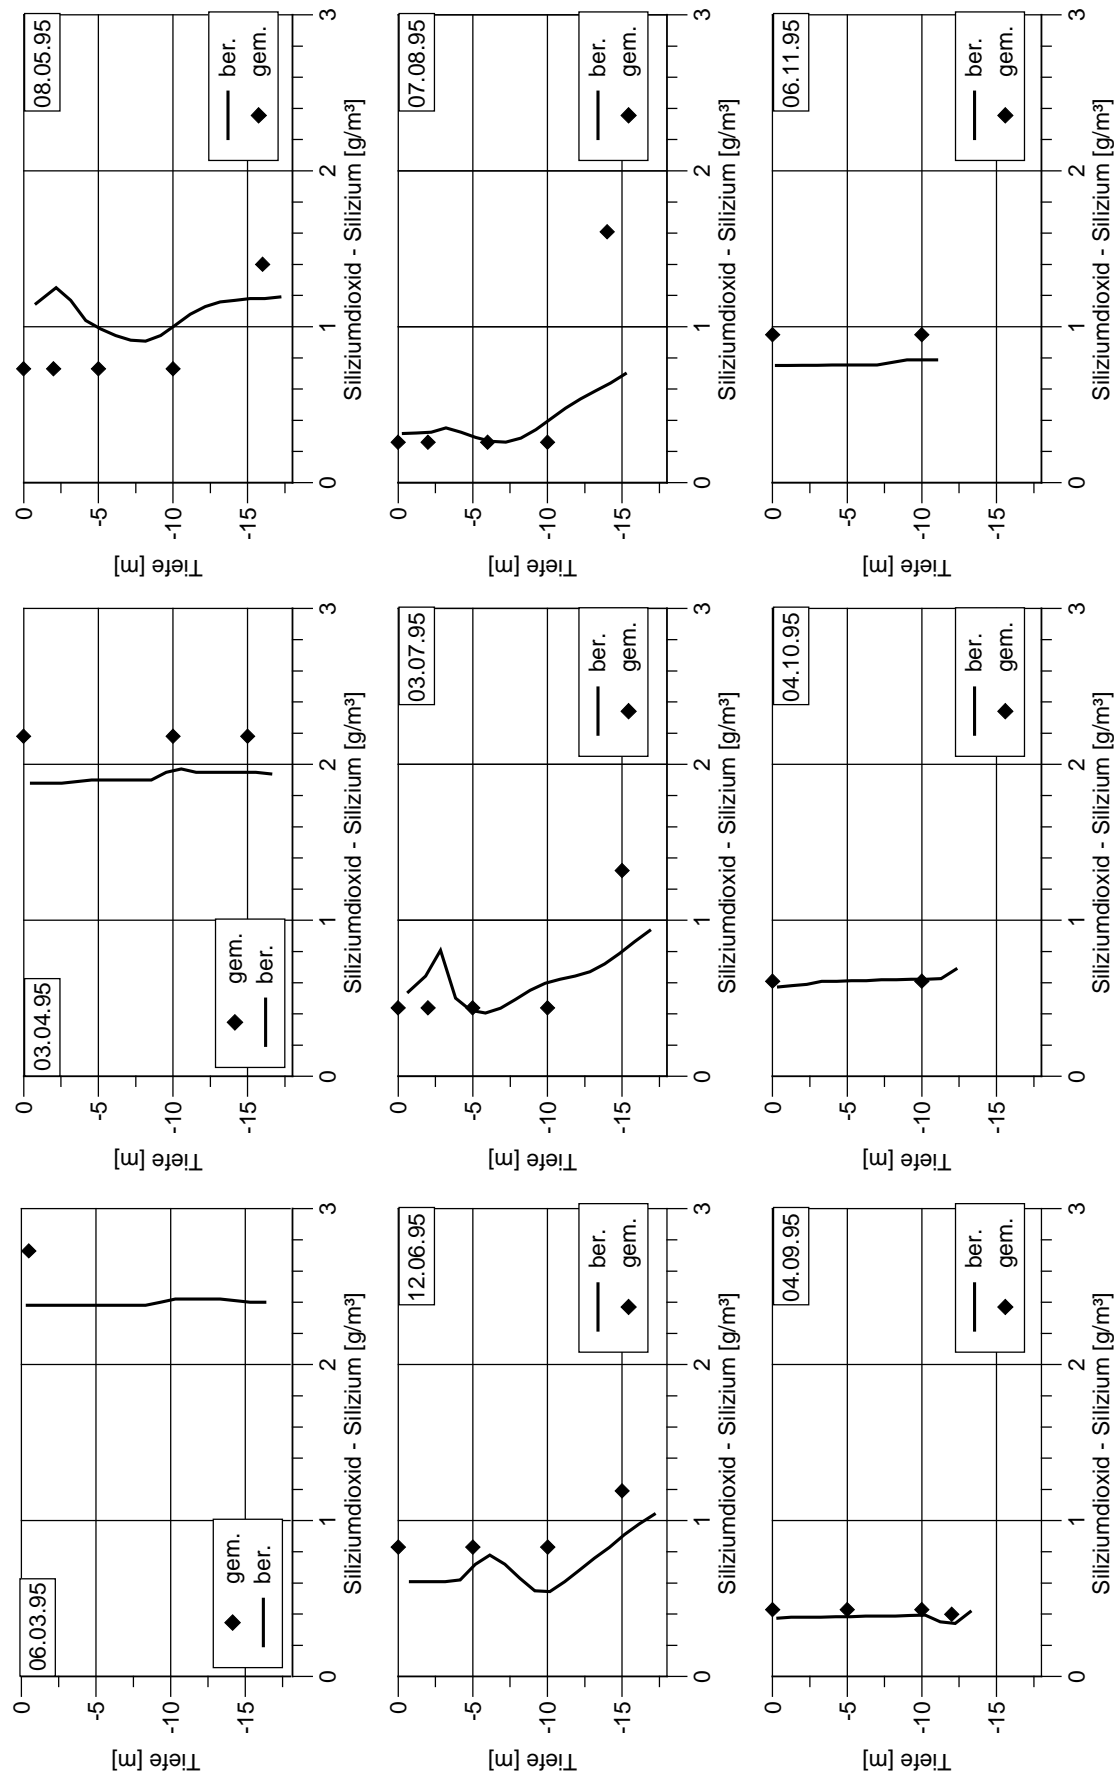 06.03.95
Tiefe [m]
0
-5
-10
-15
gem.
ber.
0 1 2 3
Siliziumdioxid - Silizium [g/m³]
03.04.95
Tiefe [m]
0
-5
-10
-15
gem.
ber.
0 1 2 3
Siliziumdioxid - Silizium [g/m³]
08.05.95
Tiefe [m]
0
-5
-10
-15
ber.
gem.
0 1 2 3
Siliziumdioxid - Silizium [g/m³]
12.06.95
Tiefe [m]
0
-5
-10
-15
ber.
gem.
0 1 2 3
Siliziumdioxid - Silizium [g/m³]
03.07.95
Tiefe [m]
0
-5
-10
-15
ber.
gem.
0 1 2 3
Siliziumdioxid - Silizium [g/m³]
07.08.95
Tiefe [m]
0
-5
-10
-15
ber.
gem.
0 1 2 3
Siliziumdioxid - Silizium [g/m³]
04.09.95
Tiefe [m]
0
-5
-10
-15
ber.
gem.
0 1 2 3
Siliziumdioxid - Silizium [g/m³]
04.10.95
Tiefe [m]
0
-5
-10
-15
ber.
gem.
0 1 2 3
Siliziumdioxid - Silizium [g/m³]
06.11.95
Tiefe [m]
0
-5
-10
-15
ber.
gem.
0 1 2 3
Siliziumdioxid - Silizium [g/m³]